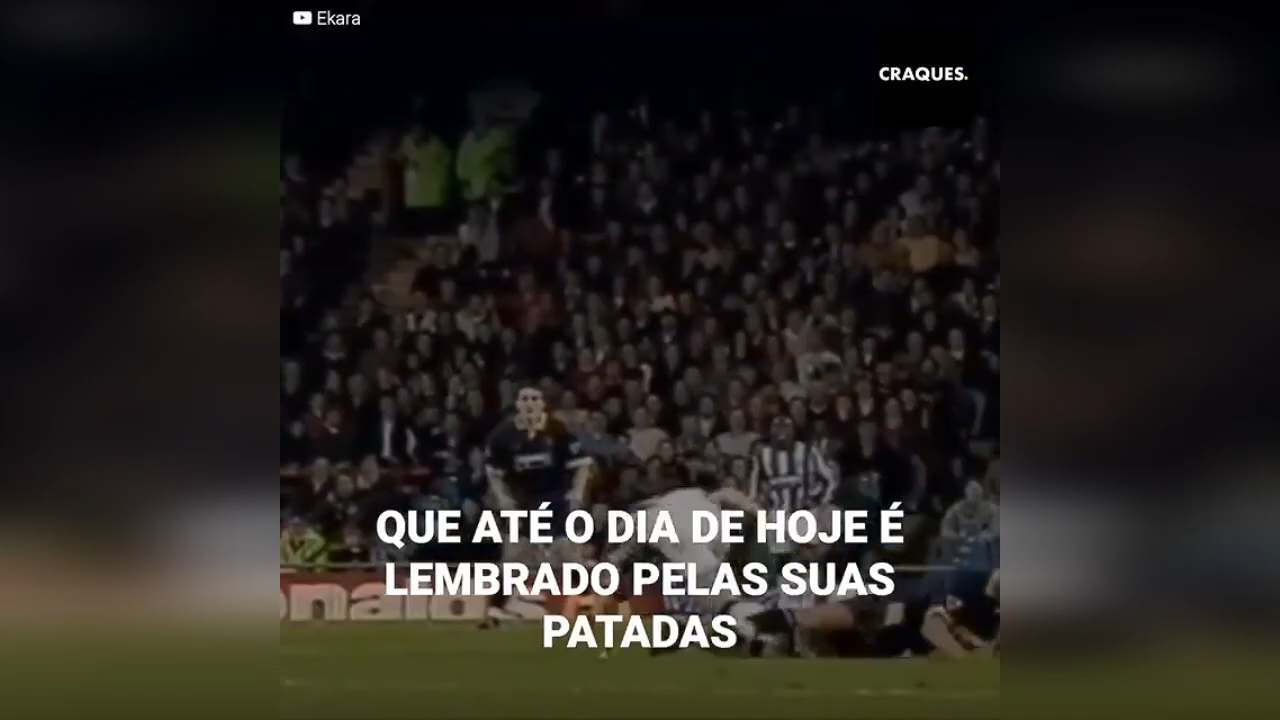 Ekara
CRAQUES.
QUE ATÉ O DIA DE HOJE É
LEMBRADO PELAS SUAS
PATADAS